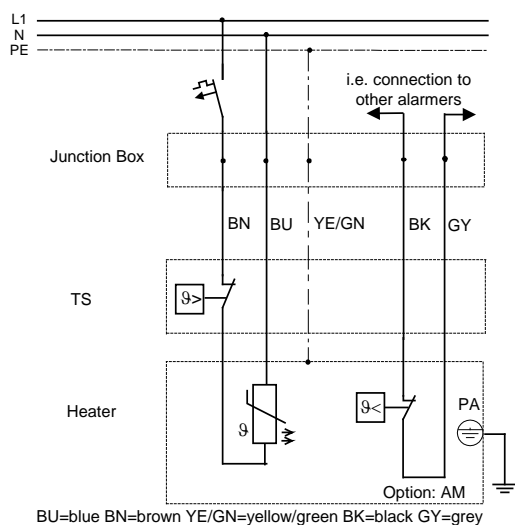 L1
N
PE
i.e. connection to
other alarmers
Junction Box
BN BU YE/GN BK GY
TS
ϑ>
Heater
ϑ
ϑ<
PA
Option: AM
BU=blue BN=brown YE/GN=yellow/green BK=black GY=grey